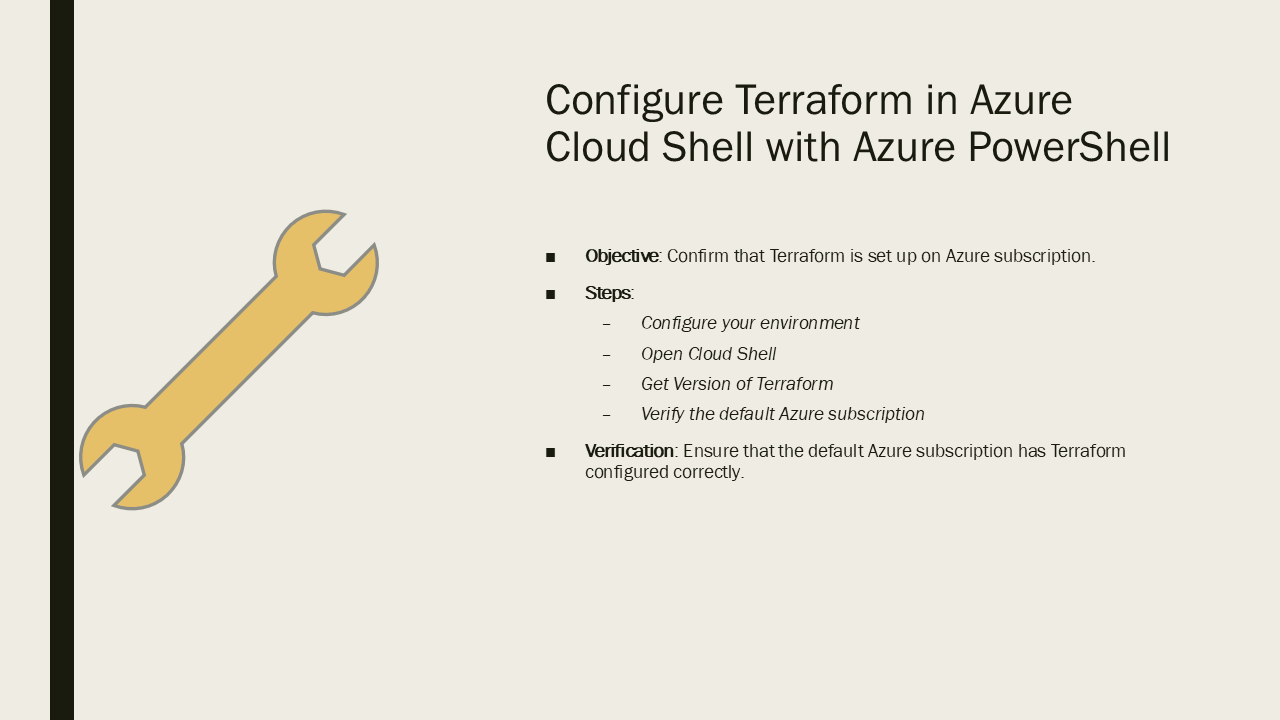 Configure Terraform in Azure
Cloud Shell with Azure PowerShell
■ Objective: Confirm that Terraform is set up on Azure subscription.
■ Steps:
– Configure your environment
– Open Cloud Shell
– Get Version of Terraform
– Verify the default Azure subscription
■ Verification: Ensure that the default Azure subscription has Terraform
configured correctly.